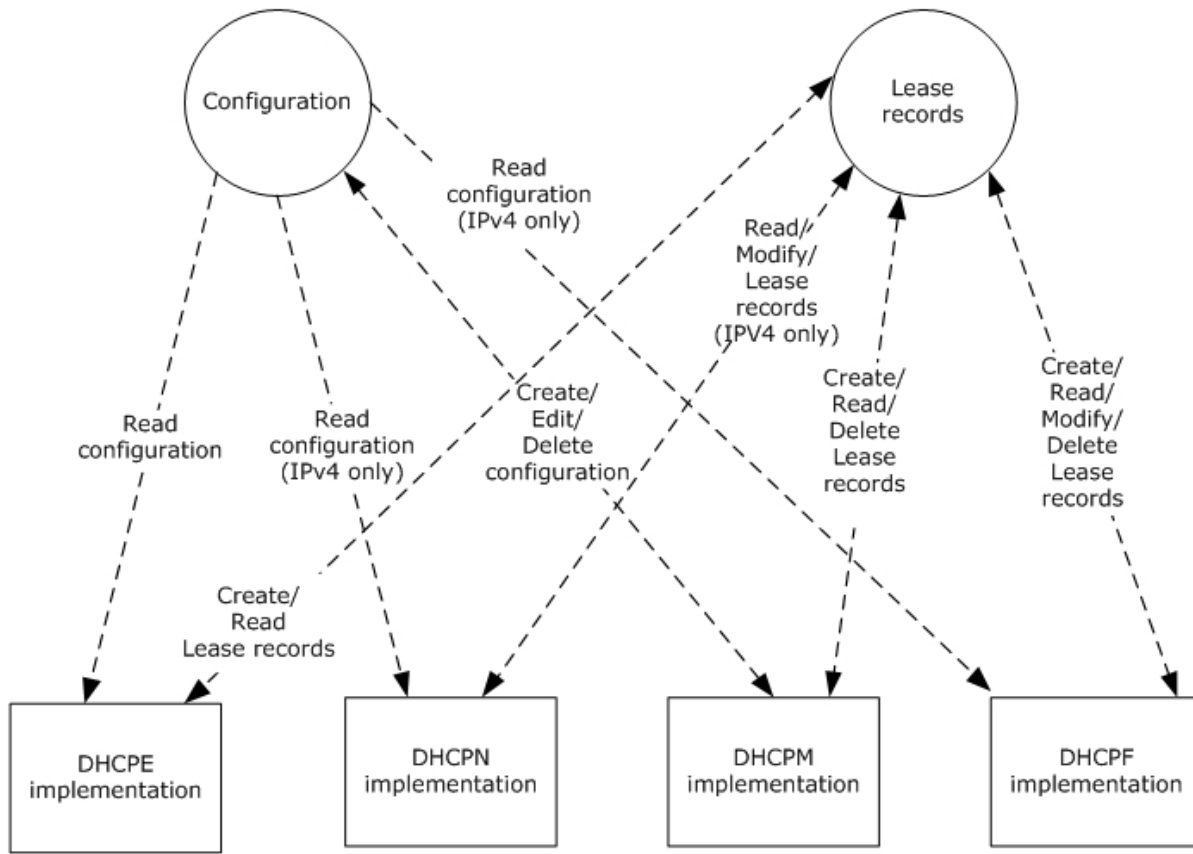 Configuration
Lease
records
Read
configuration
(IPv4 only)
Read/
Modify/
Lease
records
(IPV4 only)
Create/
Read/
Delete
Lease
records
Create/
Read/
Modify/
Delete
Lease
records
Read
configuration
Read
configuration
(IPv4 only)
Create/
Edit/
Delete
configuration
Create/
Read
Lease records
DHCPE
implementation
DHCPN
implementation
DHCPM
implementation
DHCPF
implementation